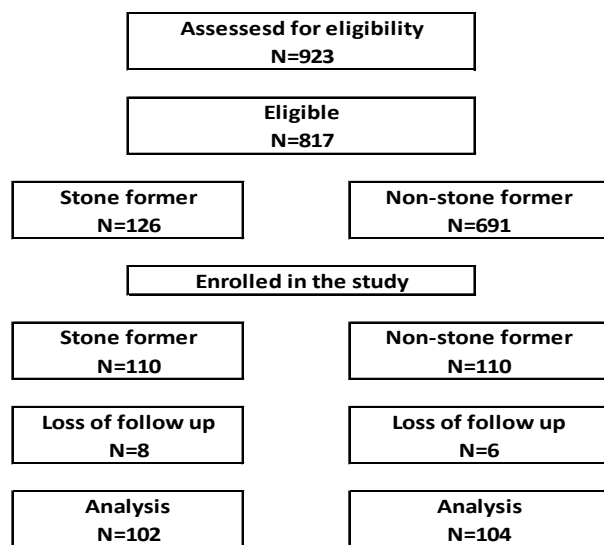 Assessesd for eligibility
N=923
Eligible
N=817
Stone former
N=126
Non-stone former
N=691
Enrolled in the study
Stone former
N=110
Non-stone former
N=110
Loss of follow up
N=8
Loss of follow up
N=6
Analysis
N=102
Analysis
N=104